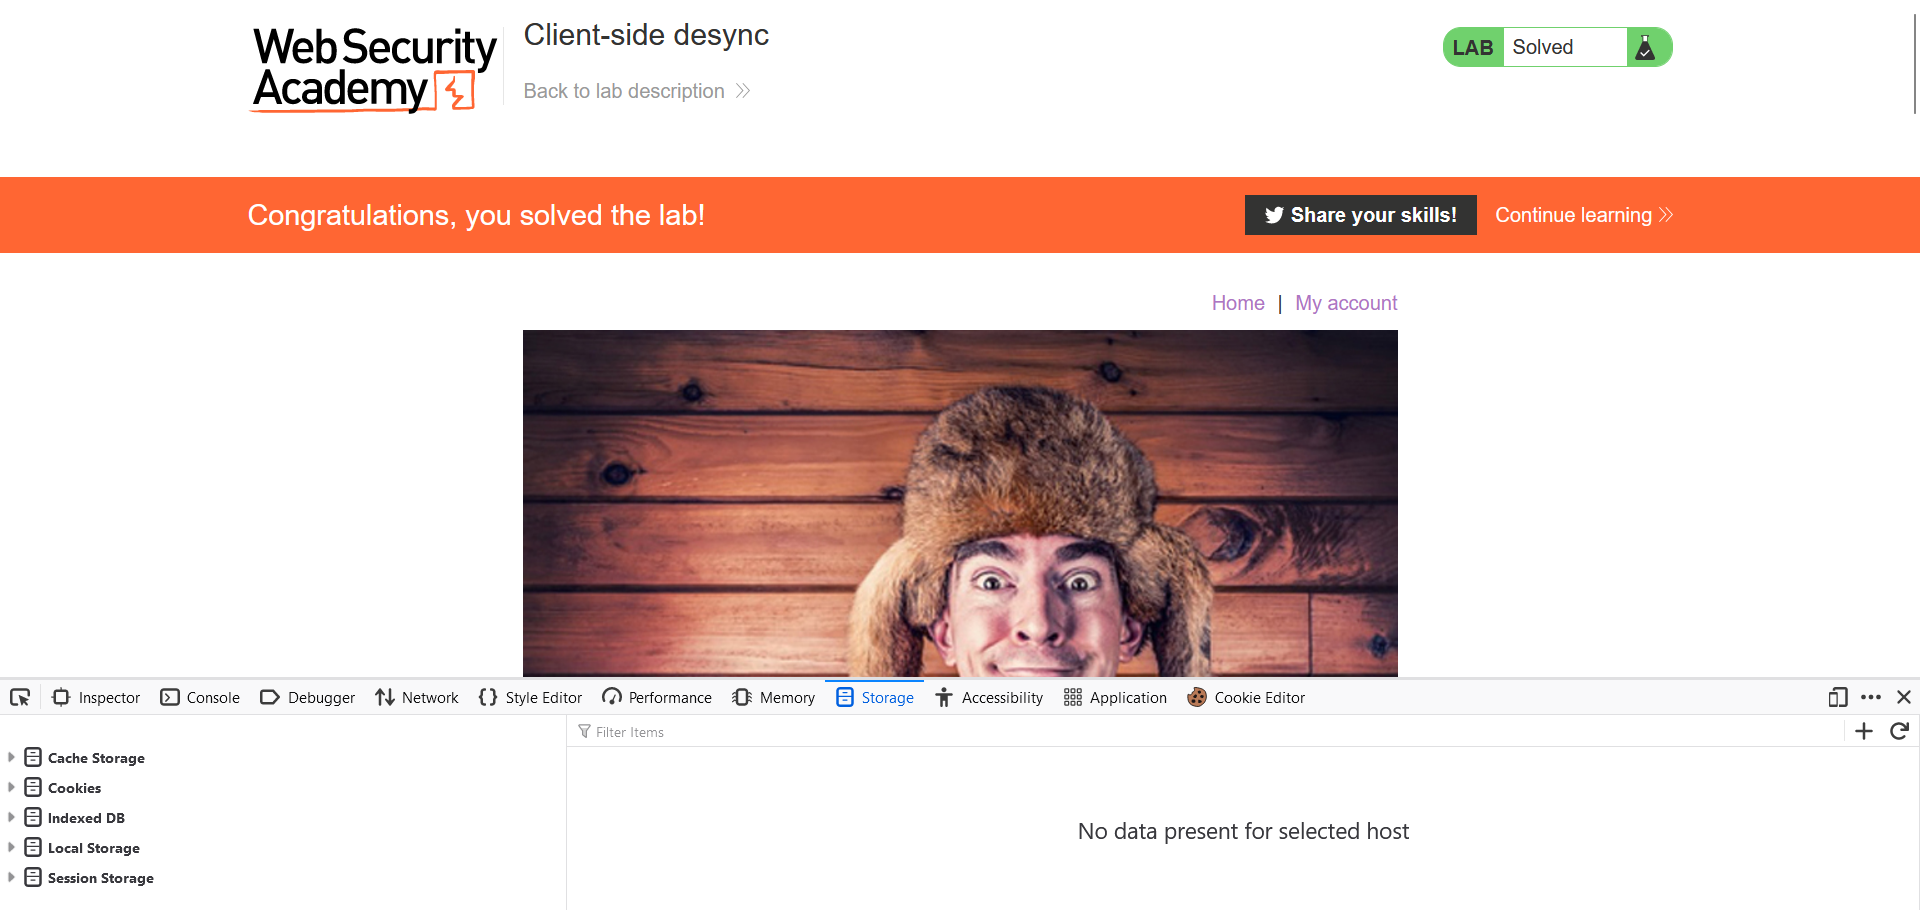 Web Security
Academy
Client-side desync
Back to lab description
LAB Solved
Congratulations, you solved the lab!
Share your skills! Continue learning
Home | My account
Inspector Console Debugger Network Style Editor Performance Memory Storage Accessibility Application Cookie Editor
Filter Items
Cache Storage
Cookies
Indexed DB
Local Storage
Session Storage
No data present for selected host